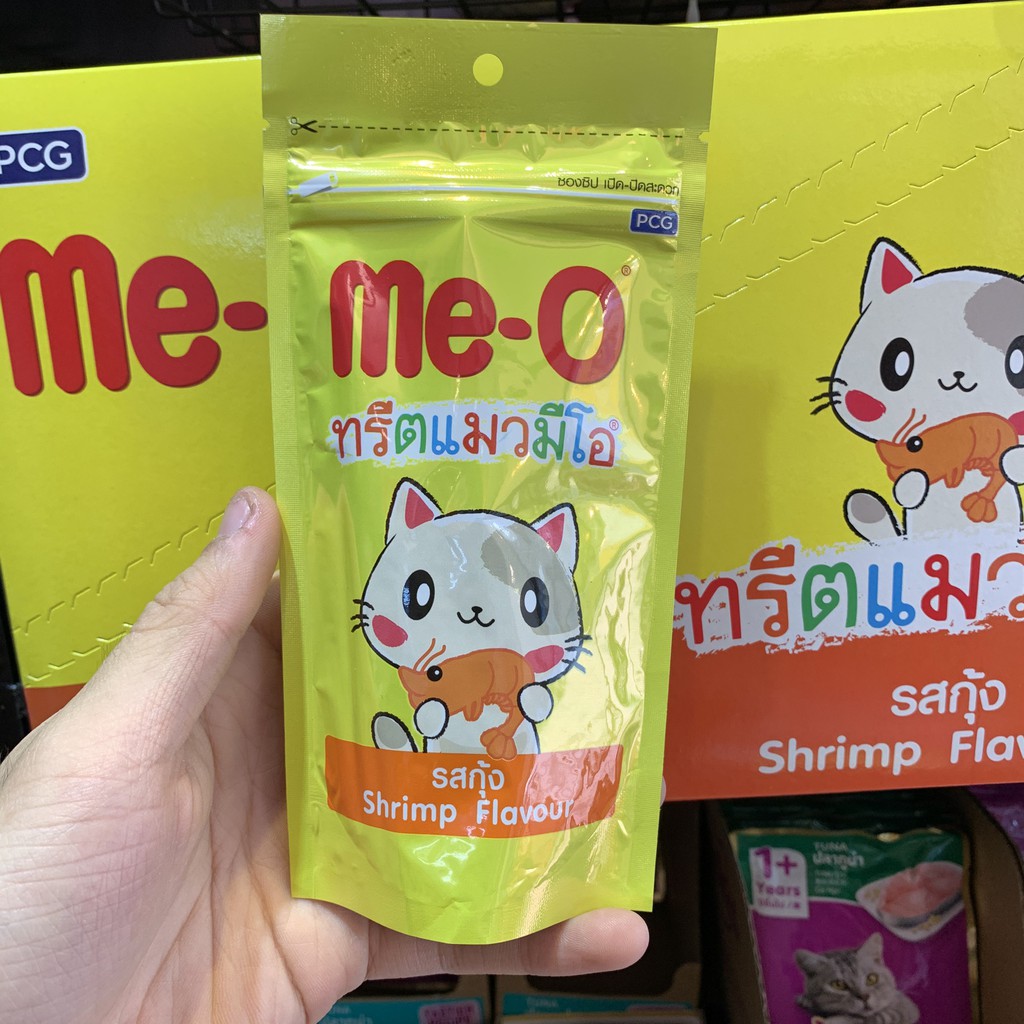 PCG
Me-
ซองซิป เปิด-ปิดสะดวก
PCG
Me-O®
ทรีตแมวมีโอ®
รสกุ้ง
Shrimp Flavour
ทรีตแมว
รสกุ้ง
Shrimp Flav
1+
Years
TUNA
ปลาทูน่า